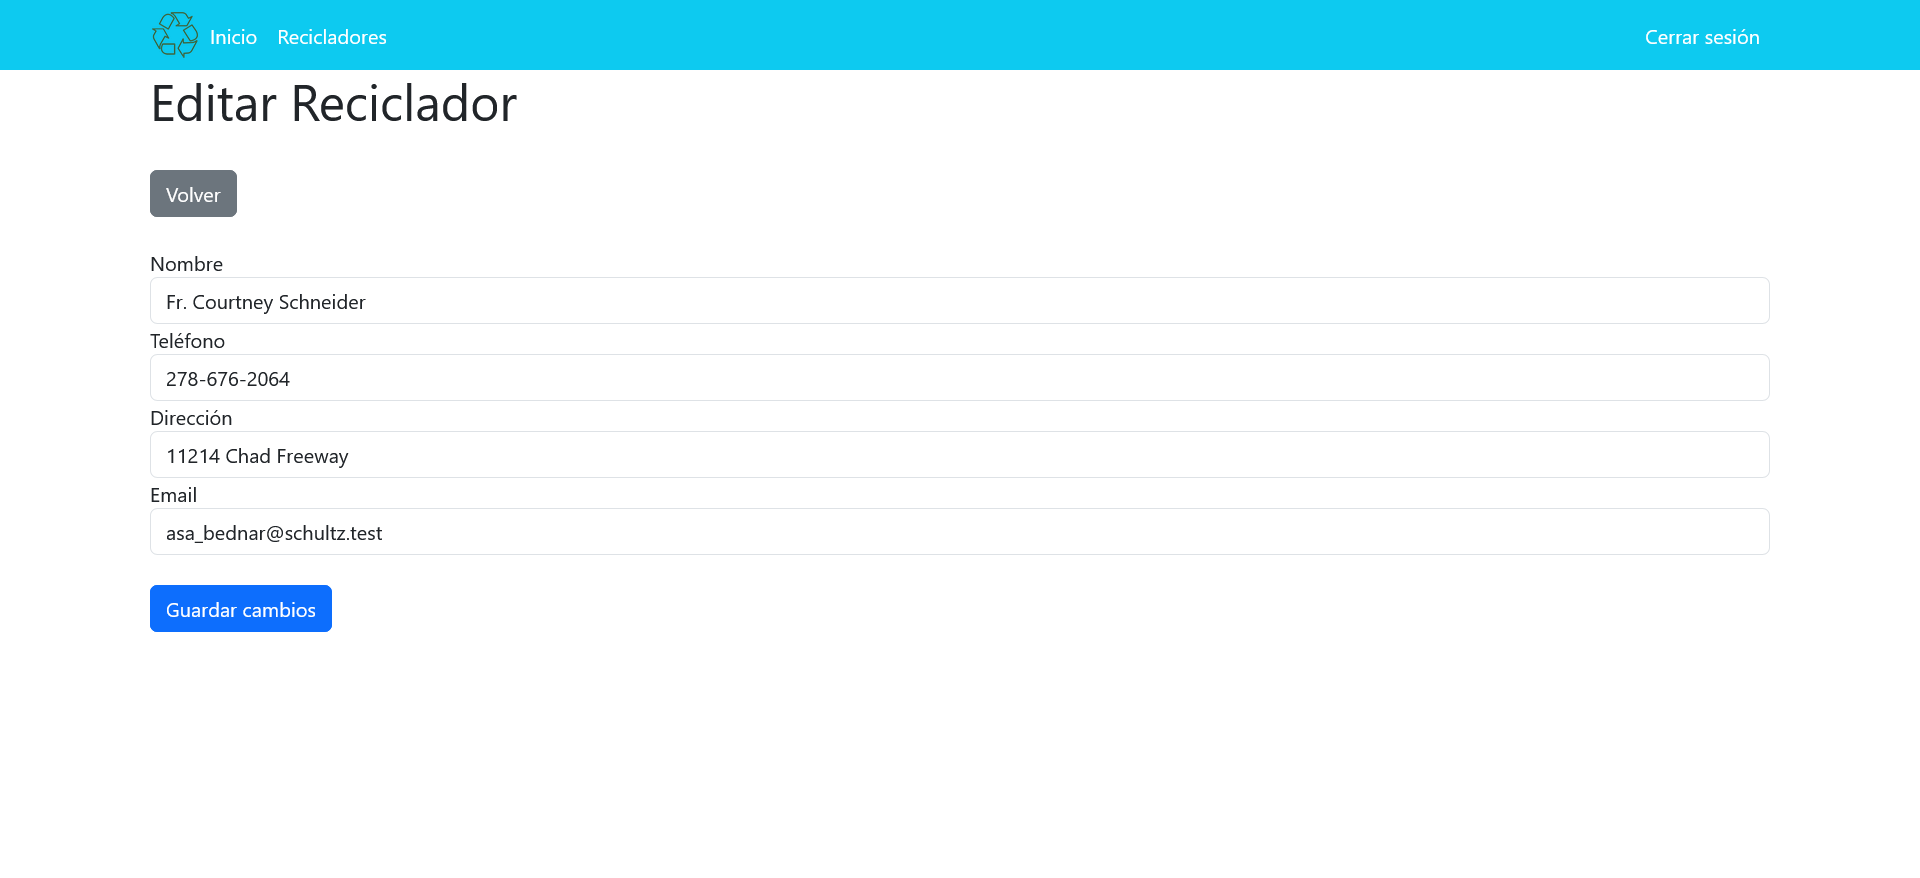 Inicio Recicladores Cerrar sesión
Editar Reciclador
Volver
Nombre
Fr. Courtney Schneider
Teléfono
278-676-2064
Dirección
11214 Chad Freeway
Email
asa_bednar@schultz.test
Guardar cambios